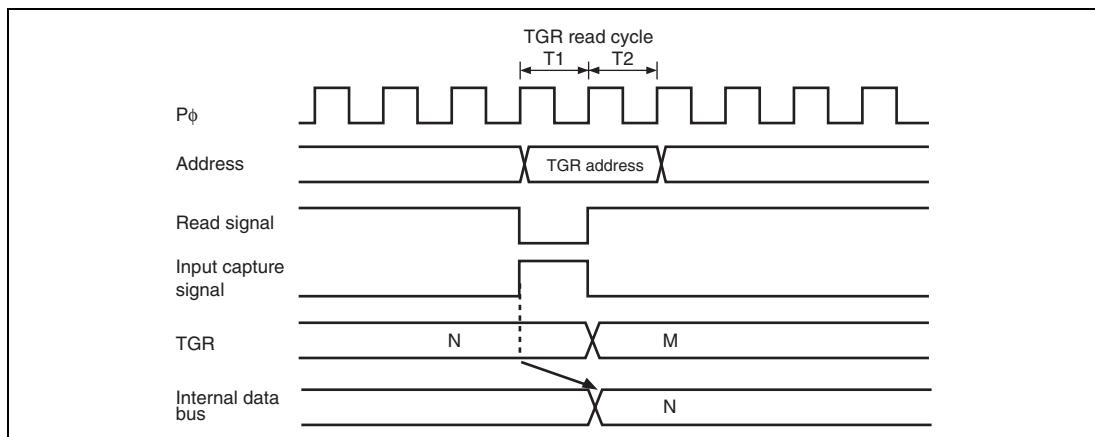 TGR read cycle
T1 T2
Pϕ
Address
TGR address
Read signal
Input capture
signal
TGR
N
M
Internal data
bus
N